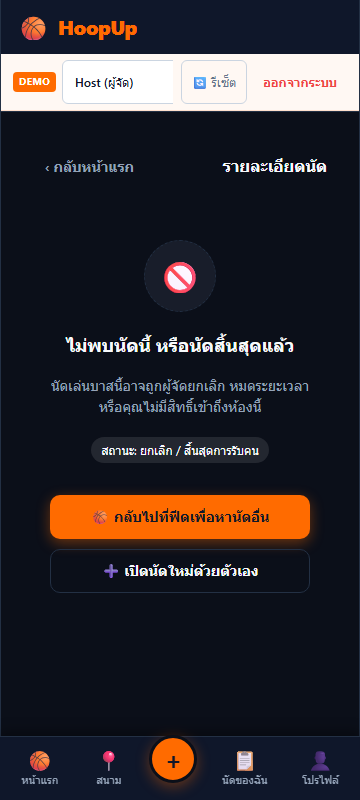 HoopUp
DEMO Host (ผู้จัด) รีเซ็ต ออกจากระบบ
‹ กลับหน้าแรก รายละเอียดนัด
ไม่พบนัดนี้ หรือนัดสิ้นสุดแล้ว
นัดเล่นบาสนี้อาจถูกผู้จัดยกเลิก หมดระยะเวลา
หรือคุณไม่มีสิทธิ์เข้าถึงห้องนี้
สถานะ: ยกเลิก / สิ้นสุดการรับคน
กลับไปที่ฟีดเพื่อหานัดอื่น
เปิดนัดใหม่ด้วยตัวเอง
หน้าแรก สนาม + นัดของฉัน โปรไฟล์